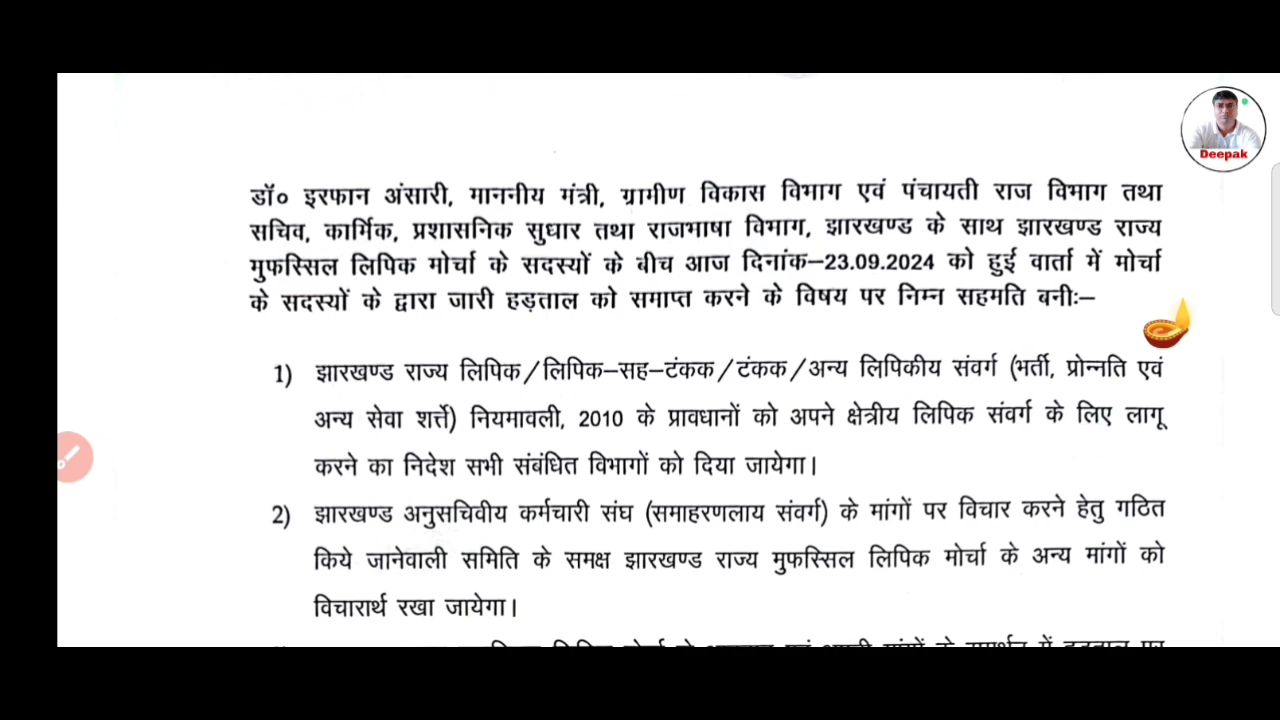 Deepak
डॉ० इरफान अंसारी, माननीय मंत्री, ग्रामीण विकास विभाग एवं पंचायती राज विभाग तथा
सचिव, कार्मिक, प्रशासनिक सुधार तथा राजभाषा विभाग, झारखण्ड के साथ झारखण्ड राज्य
मुफस्सिल लिपिक मोर्चा के सदस्यों के बीच आज दिनांक–23.09.2024 को हुई वार्ता में मोर्चा
के सदस्यों के द्वारा जारी हड़ताल को समाप्त करने के विषय पर निम्न सहमति बनीः–
1) झारखण्ड राज्य लिपिक/लिपिक–सह–टंकक/टंकक/अन्य लिपिकीय संवर्ग (भर्ती, प्रोन्नति एवं
अन्य सेवा शर्त्ते) नियमावली, 2010 के प्रावधानों को अपने क्षेत्रीय लिपिक संवर्ग के लिए लागू
करने का निदेश सभी संबंधित विभागों को दिया जायेगा।
2) झारखण्ड अनुसचिवीय कर्मचारी संघ (समाहरणलाय संवर्ग) के मांगों पर विचार करने हेतु गठित
किये जानेवाली समिति के समक्ष झारखण्ड राज्य मुफस्सिल लिपिक मोर्चा के अन्य मांगों को
विचारार्थ रखा जायेगा।